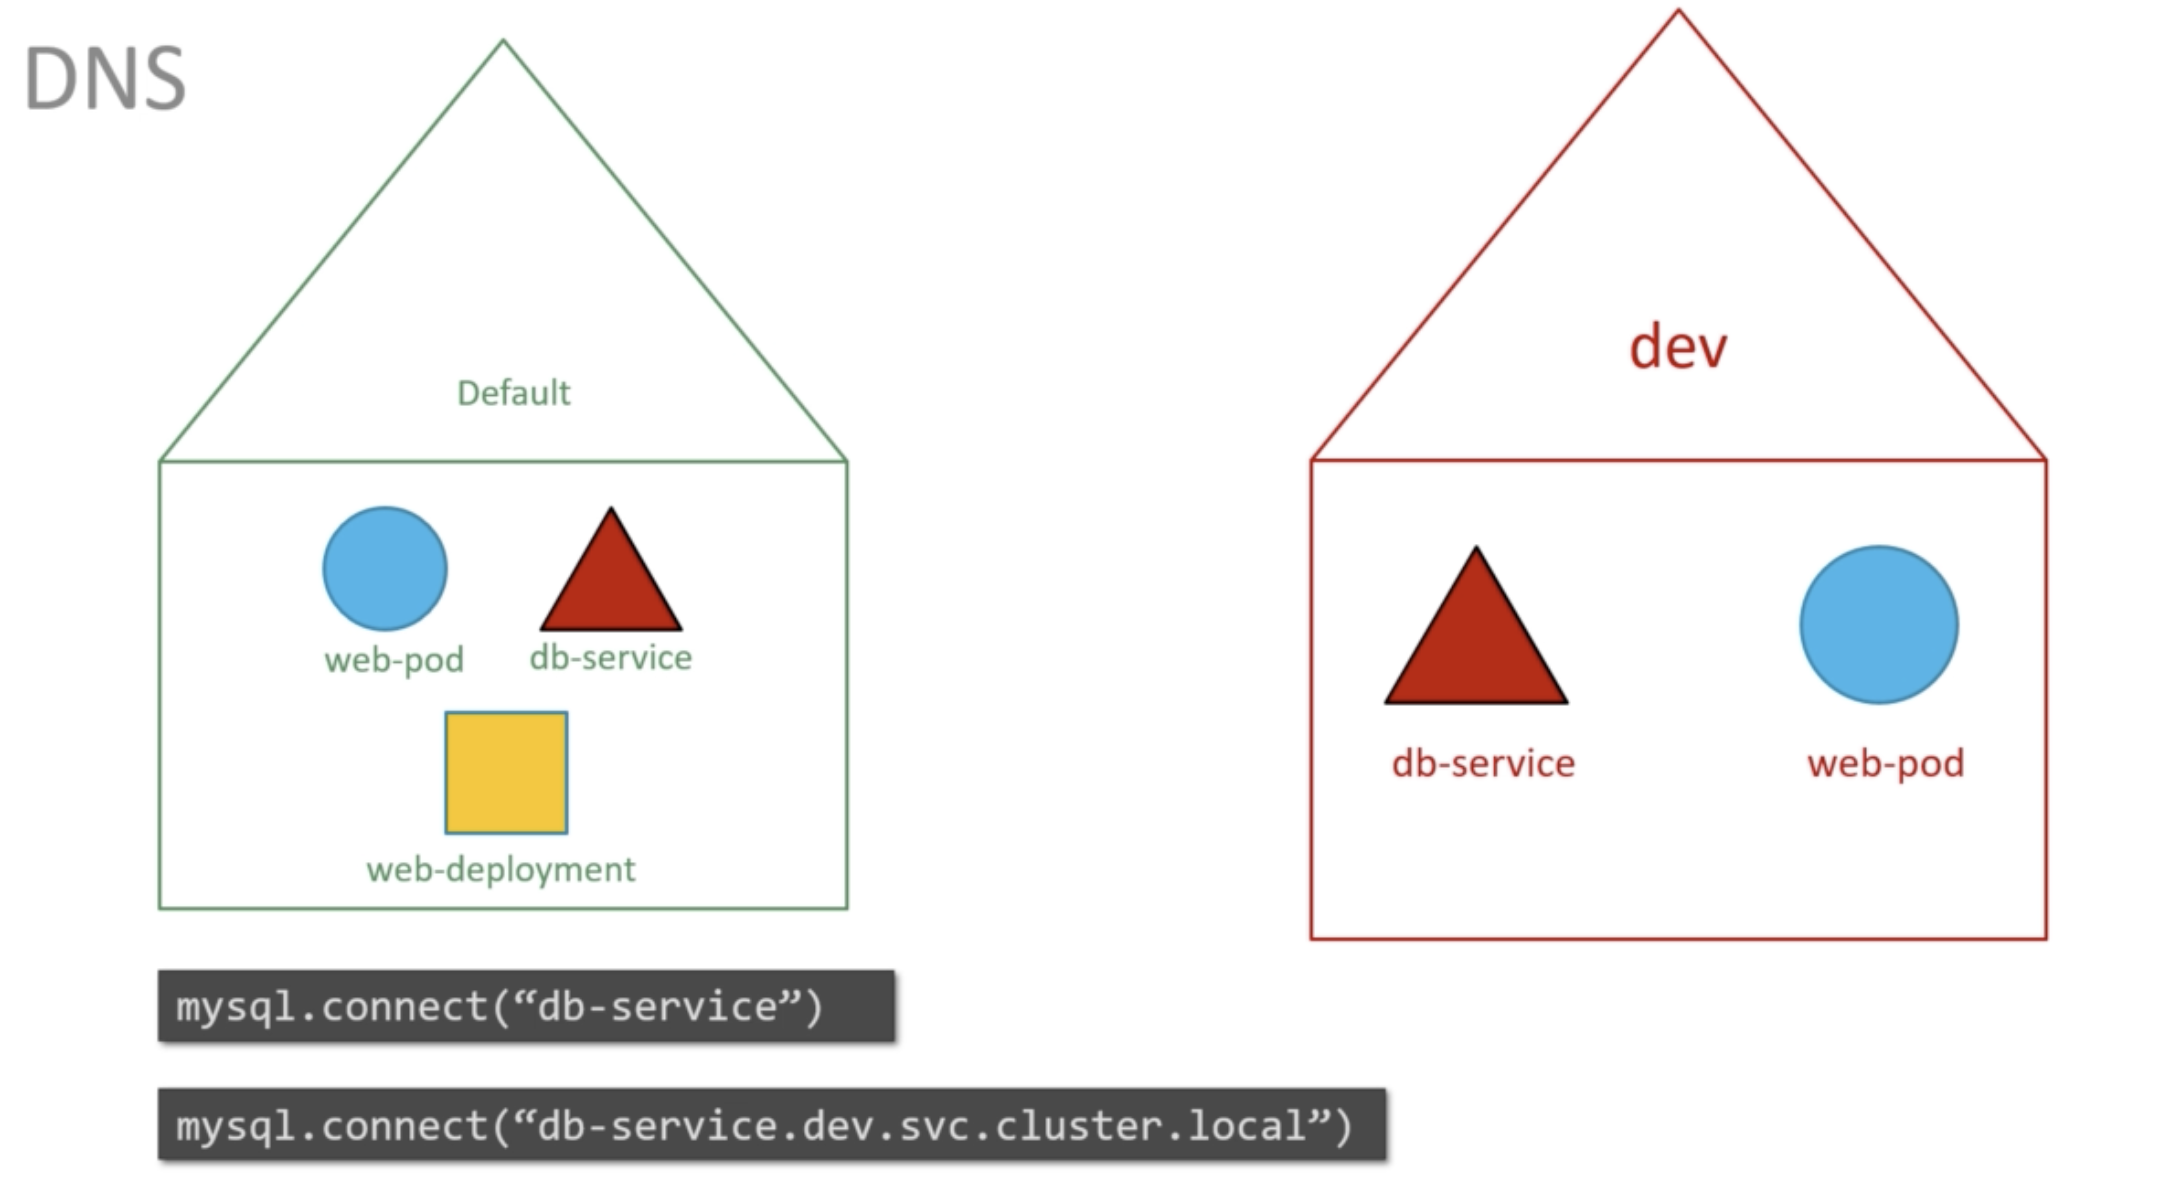 DNS
Default
dev
web-pod
db-service
web-deployment
db-service
web-pod
mysql.connect(“db-service”)
mysql.connect(“db-service.dev.svc.cluster.local”)